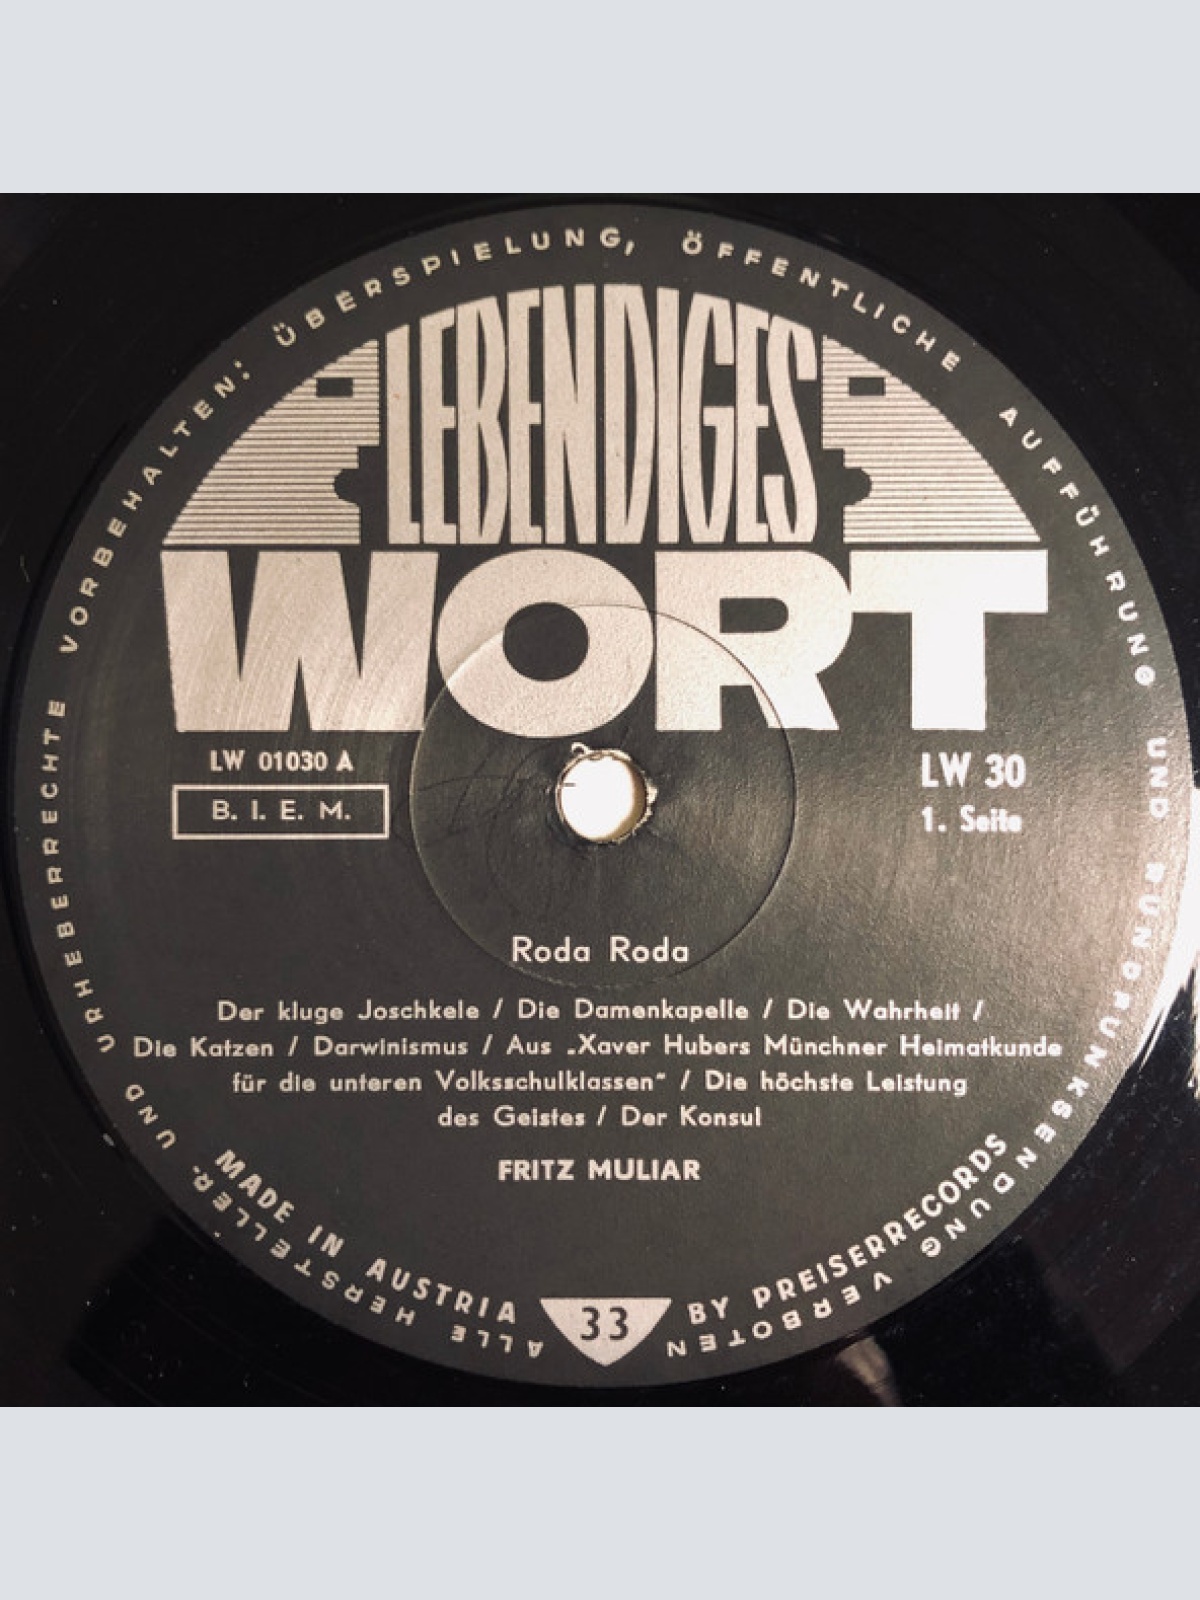 ALLE HERSTELLER- UND URHEBERRECHTE VORBEHALTEN: ÜBERSPIELUNG, ÖFFENTLICHE AUFFÜHRUNG UND RUNDFUNKSENDUNG VERBOTEN
LEBENDIGES
WORT
LW 01030 A
B. I. E. M.
LW 30
1. Seite
Roda Roda
Der kluge Joschkele / Die Damenkapelle / Die Wahrheit /
Die Katzen / Darwinismus / Aus „Xaver Hubers Münchner Heimatkunde
für die unteren Volksschulklassen" / Die höchste Leistung
des Geistes / Der Konsul
FRITZ MULIAR
MADE IN AUSTRIA
33
BY PREISERRECORDS